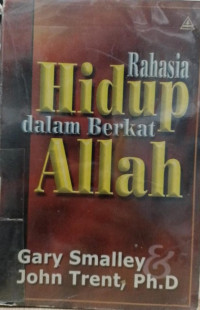 Rahasia
Hidup
dalam Berkat
Allah
Gary Smalley
&
John Trent, Ph.D